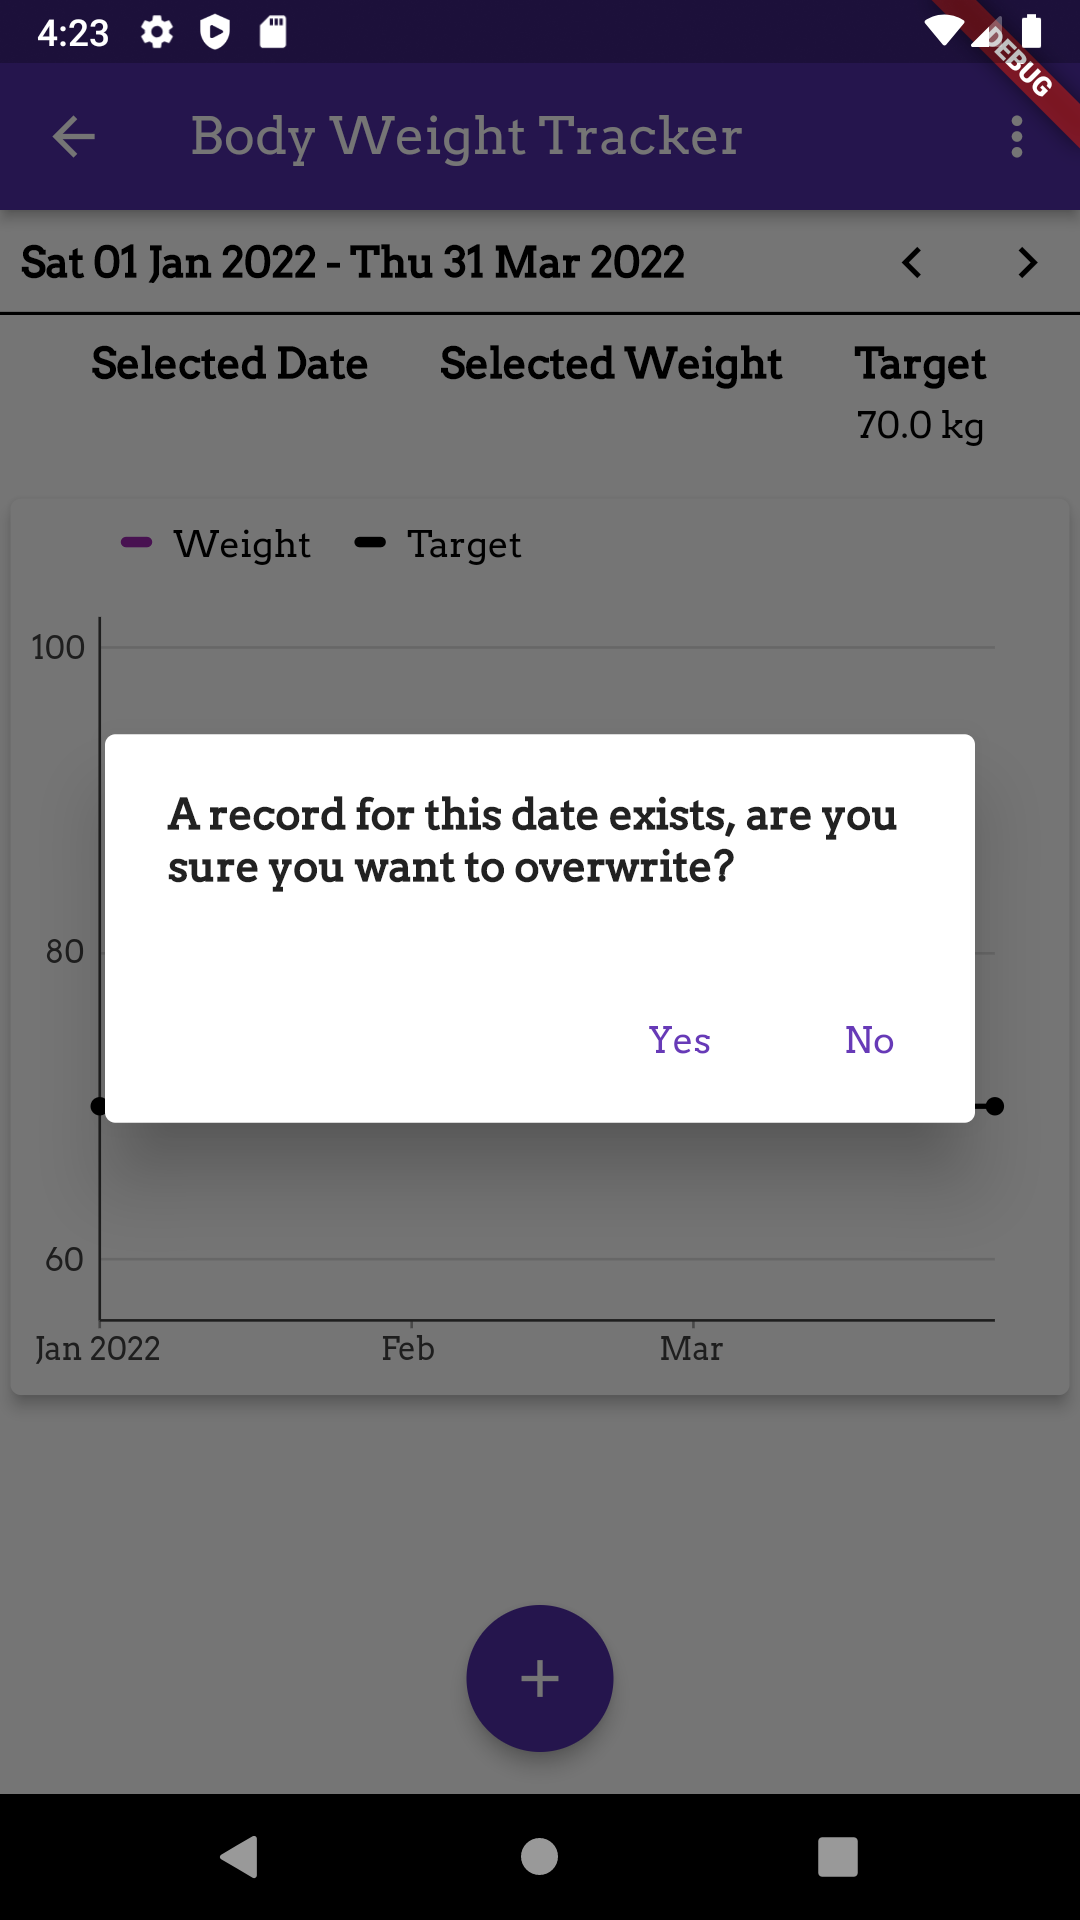 4:23
DEBUG
Body Weight Tracker
Sat 01 Jan 2022 - Thu 31 Mar 2022
Selected Date Selected Weight Target
70.0 kg
Weight Target
100
A record for this date exists, are you
sure you want to overwrite?
80
Yes No
60
Jan 2022 Feb Mar